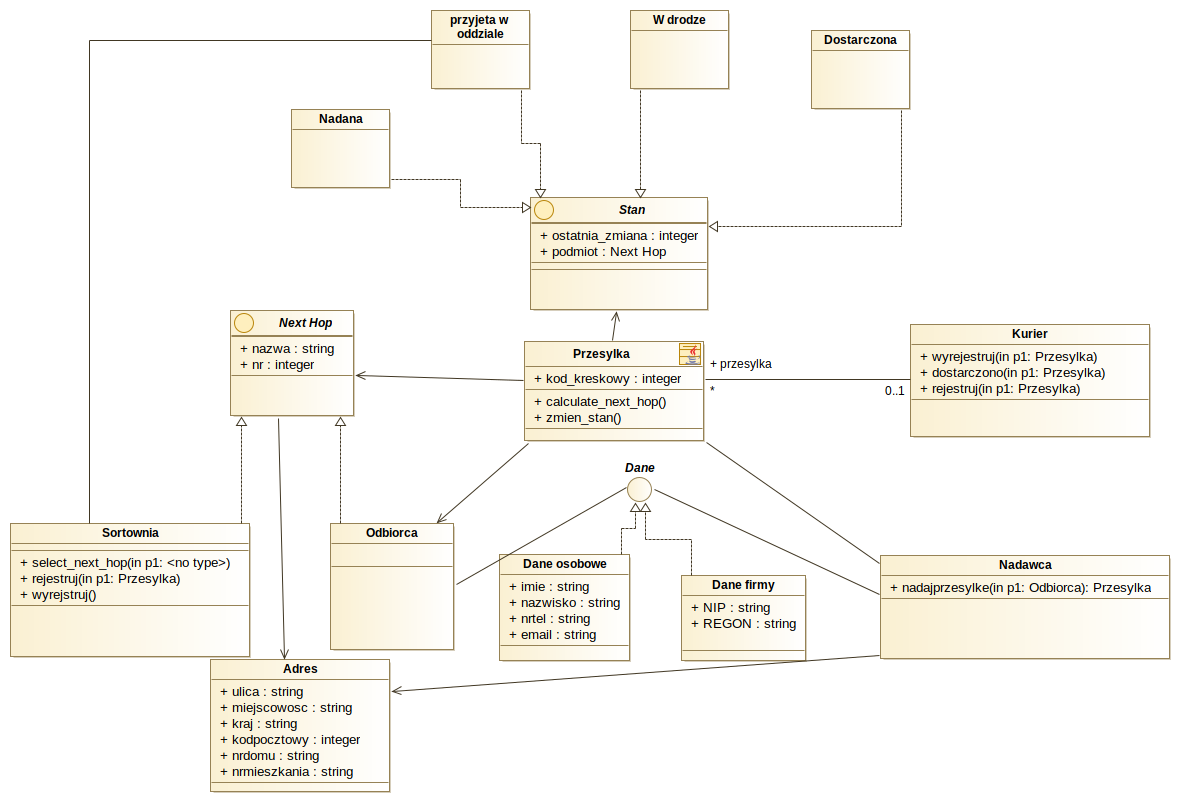 przyjeta w
oddziale
W drodze
Dostarczona
Nadana
Stan
+ ostatnia_zmiana : integer
+ podmiot : Next Hop
Next Hop
+ nazwa : string
+ nr : integer
Przesylka
+ kod_kreskowy : integer
+ calculate_next_hop()
+ zmien_stan()
+ przesylka
*
0..1
Kurier
+ wyrejestruj(in p1: Przesylka)
+ dostarczono(in p1: Przesylka)
+ rejestruj(in p1: Przesylka)
Dane
Sortownia
+ select_next_hop(in p1: <no type>)
+ rejestruj(in p1: Przesylka)
+ wyrejstruj()
Odbiorca
Dane osobowe
+ imie : string
+ nazwisko : string
+ nrtel : string
+ email : string
Dane firmy
+ NIP : string
+ REGON : string
Nadawca
+ nadajprzesylke(in p1: Odbiorca): Przesylka
Adres
+ ulica : string
+ miejscowosc : string
+ kraj : string
+ kodpocztowy : integer
+ nrdomu : string
+ nrmieszkania : string